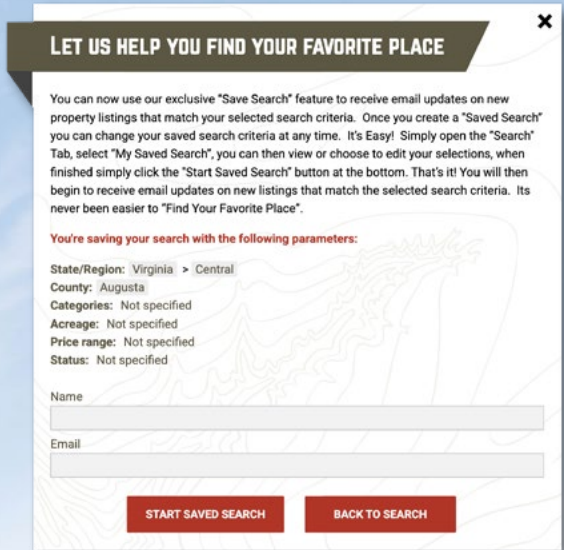 LET US HELP YOU FIND YOUR FAVORITE PLACE
You can now use our exclusive "Save Search" feature to receive email updates on new
property listings that match your selected search criteria. Once you create a "Saved Search"
you can change your saved search criteria at any time. It's Easy! Simply open the "Search"
Tab, select "My Saved Search", you can then view or choose to edit your selections, when
finished simply click the "Start Saved Search" button at the bottom. That's it! You will then
begin to receive email updates on new listings that match the selected search criteria. Its
never been easier to "Find Your Favorite Place".
You're saving your search with the following parameters:
State/Region: Virginia > Central
County: Augusta
Categories: Not specified
Acreage: Not specified
Price range: Not specified
Status: Not specified
Name
Email
START SAVED SEARCH BACK TO SEARCH